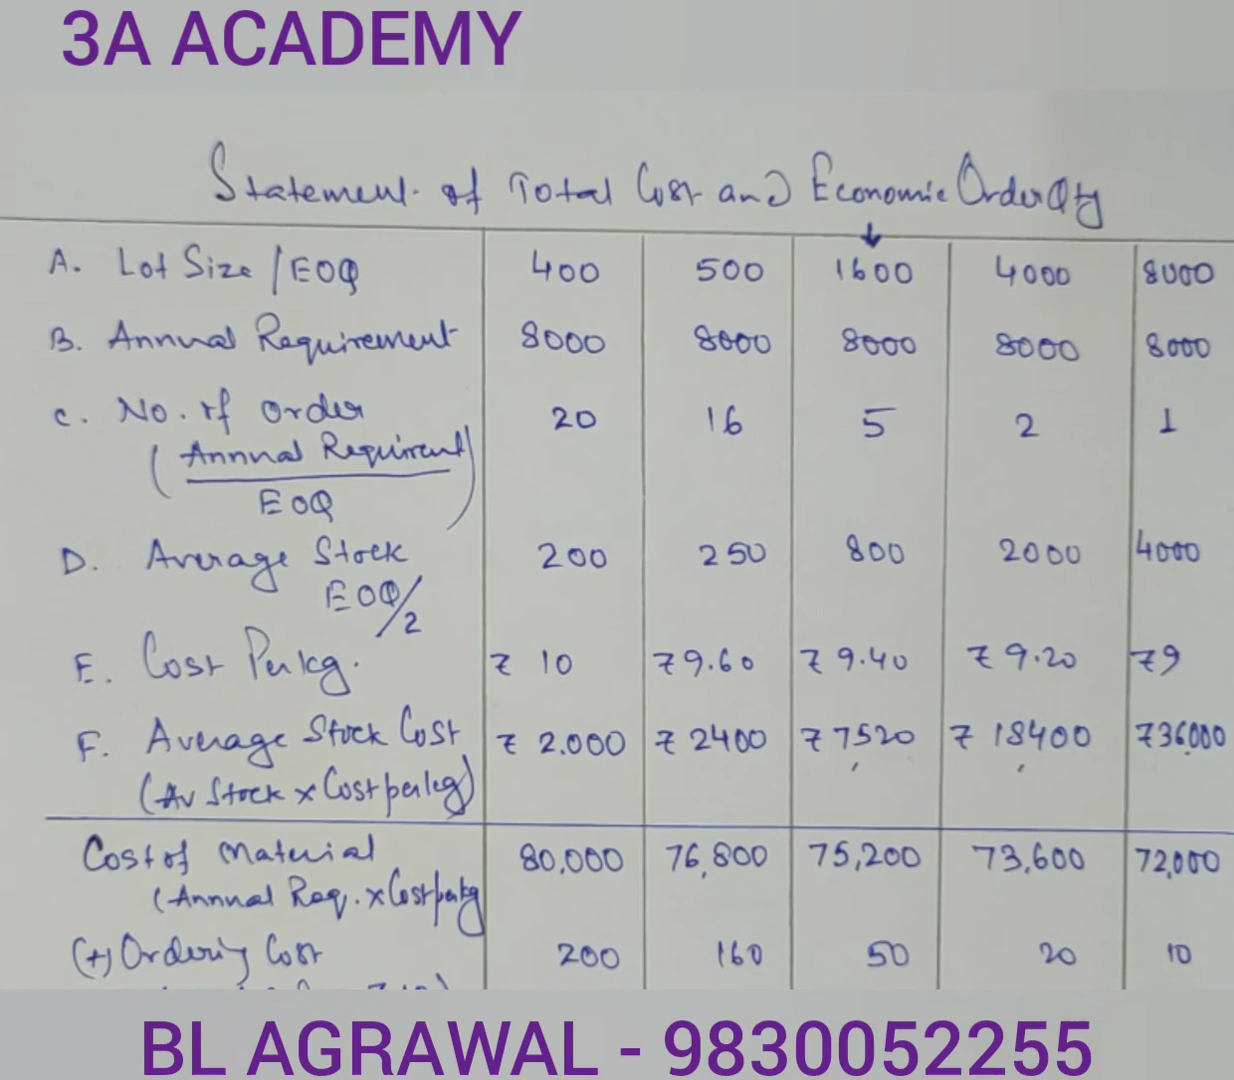 3A ACADEMY
Statement of Total Cost and Economic Order Qty
A. Lot Size / EOQ 400 500 1600 4000 8000
B. Annual Requirement 8000 8000 8000 8000 8000
C. No. of order 20 16 5 2 1
(Annual Requirent)
EOQ
D. Average Stock 200 250 800 2000 4000
EOQ/2
E. Cost Per kg. ₹ 10 ₹9.60 ₹ 9.40 ₹ 9.20 ₹9
F. Average Stock Cost ₹ 2.000 ₹ 2400 ₹ 7520 ₹ 18400 ₹36000
(Av Stock x Cost per kg)
Cost of Material 80,000 76,800 75,200 73,600 72,000
(Annual Req. x Cost per kg
(+) Ordering Cost 200 160 50 20 10
BL AGRAWAL - 9830052255